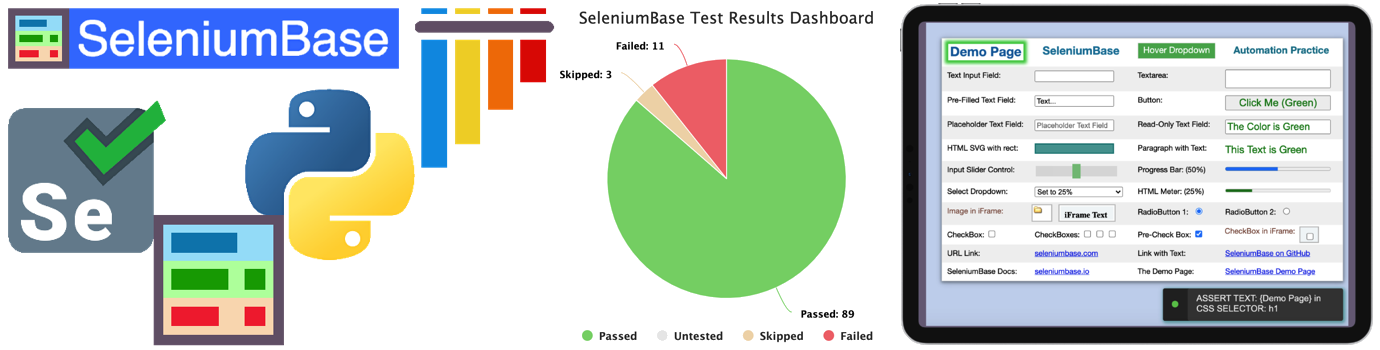 SeleniumBase
Se
SeleniumBase Test Results Dashboard
Failed: 11
Skipped: 3
Passed: 89
Passed Untested Skipped Failed
Demo Page SeleniumBase Hover Dropdown Automation Practice
Text Input Field: Textarea:
Pre-Filled Text Field: Text... Button: Click Me (Green)
Placeholder Text Field: Placeholder Text Field Read-Only Text Field: The Color is Green
HTML SVG with rect: Paragraph with Text: This Text is Green
Input Slider Control: Progress Bar: (50%)
Select Dropdown: Set to 25% HTML Meter: (25%)
Image in iFrame: iFrame Text RadioButton 1: RadioButton 2:
CheckBox: CheckBoxes: Pre-Check Box: CheckBox in iFrame:
URL Link: seleniumbase.com Link with Text: SeleniumBase on GitHub
SeleniumBase Docs: seleniumbase.io The Demo Page: SeleniumBase Demo Page
ASSERT TEXT: {Demo Page} in
CSS SELECTOR: h1